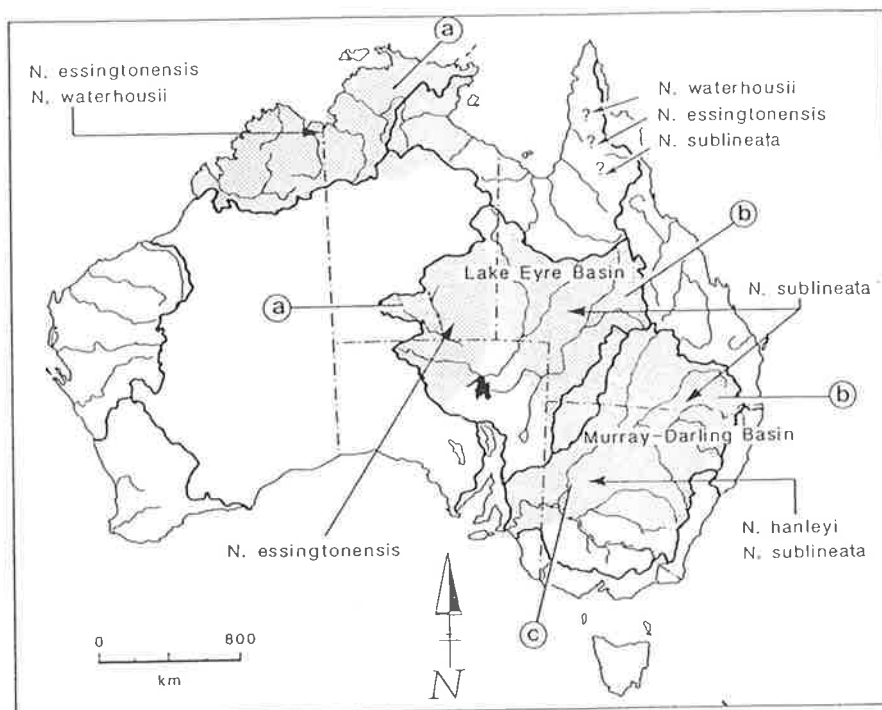 a
N. essingtonensis
N. waterhousii
N. waterhousii
? N. essingtonensis
? N. sublineata
?
b
Lake Eyre Basin
N. sublineata
a
b
Murray-Darling Basin
N. essingtonensis
N. hanleyi
N. sublineata
0 800
km
N
c